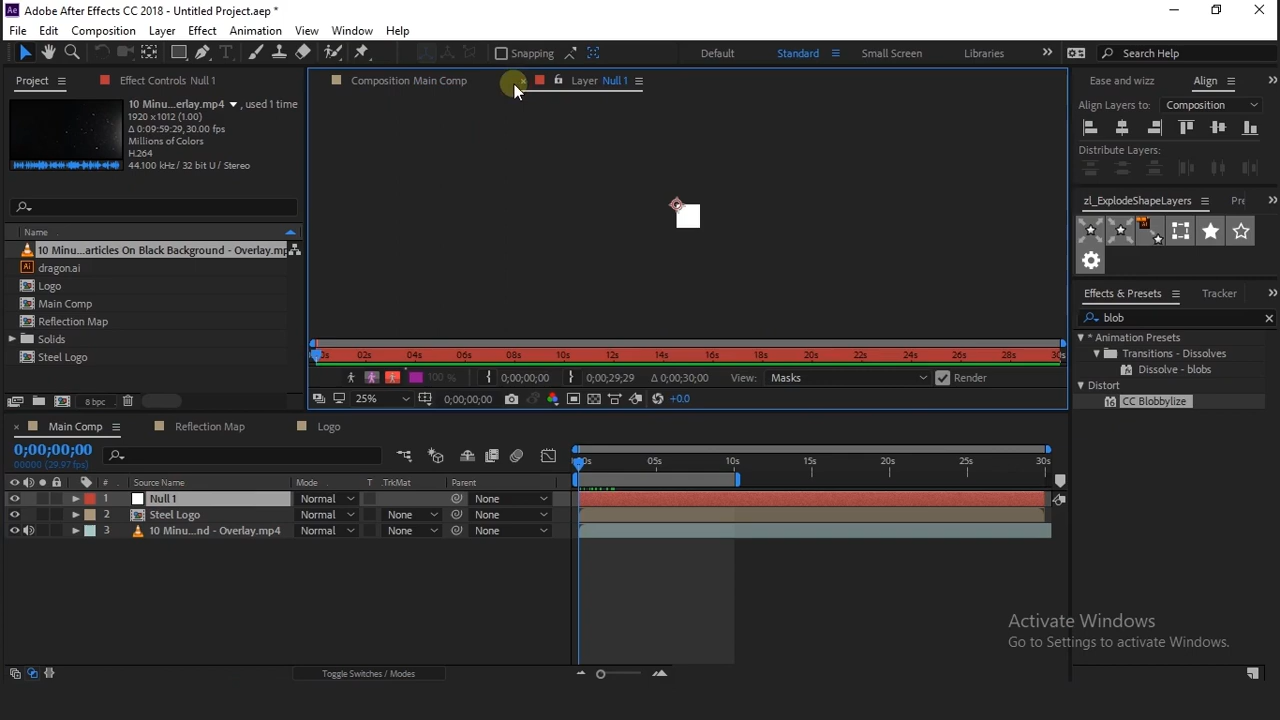 Adobe After Effects CC 2018 - Untitled Project.aep *
File Edit Composition Layer Effect Animation View Window Help
Snapping Default Standard Small Screen Libraries Search Help
Project Effect Controls Null 1
10 Minu...erlay.mp4 , used 1 time
1920 x 1012 (1.00)
Δ 0:09:59:29, 30.00 fps
Millions of Colors
H.264
44.100 kHz / 32 bit U / Stereo
Name
10 Minu...articles On Black Background - Overlay.mp
dragon.ai
Logo
Main Comp
Reflection Map
Solids
Steel Logo
8 bpc
Composition Main Comp
Layer Null 1
02s 04s 06s 08s 10s 12s 14s 16s 18s 20s 22s 24s 26s 28s
100 % 0;00;00;00 0;00;29;29 Δ 0;00;30;00 View: Masks Render
25% 0;00;00;00 +0.0
Ease and wizz Align
Align Layers to: Composition
Distribute Layers:
zl_ExplodeShapeLayers Pre
Effects & Presets Tracker
blob
* Animation Presets
Transitions - Dissolves
Dissolve - blobs
Distort
CC Blobbylize
Main Comp Reflection Map Logo
0;00;00;00
00000 (29.97 fps)
05s 10s 15s 20s 25s 30s
# Source Name Mode T .TrkMat Parent
1 Null 1 Normal None
2 Steel Logo Normal None None
3 10 Minu...nd - Overlay.mp4 Normal None None
Toggle Switches / Modes
Activate Windows
Go to Settings to activate Windows.